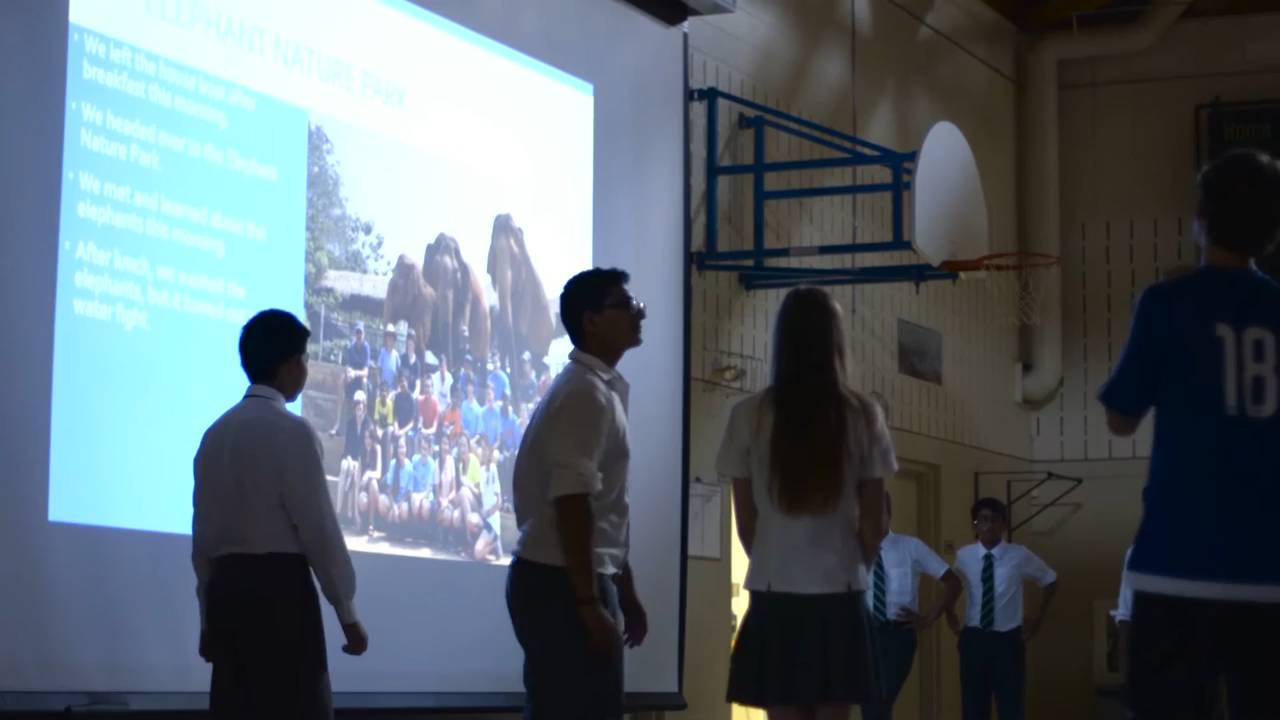 ELEPHANT NATURE PARK
• We left the house boat after
breakfast this morning.
• We headed over to the Elephant
Nature Park.
• We met and learned about the
elephants this morning.
• After lunch, we washed the
elephants, but it turned
water fight.
Home
18